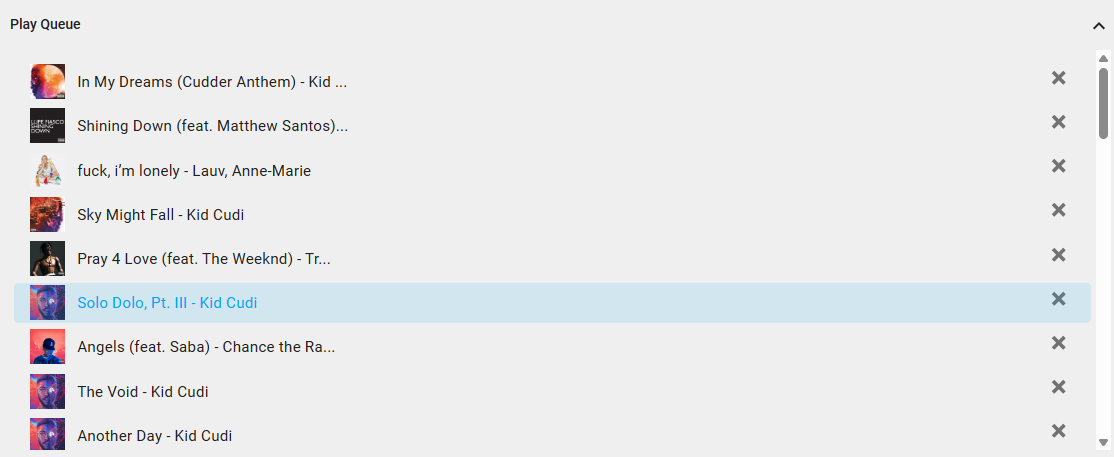 Play Queue
In My Dreams (Cudder Anthem) - Kid ...
LUPE FIASCO
SHINING
DOWN
Shining Down (feat. Matthew Santos)...
fuck, i’m lonely - Lauv, Anne-Marie
Sky Might Fall - Kid Cudi
Pray 4 Love (feat. The Weeknd) - Tr...
Solo Dolo, Pt. III - Kid Cudi
Angels (feat. Saba) - Chance the Ra...
The Void - Kid Cudi
Another Day - Kid Cudi